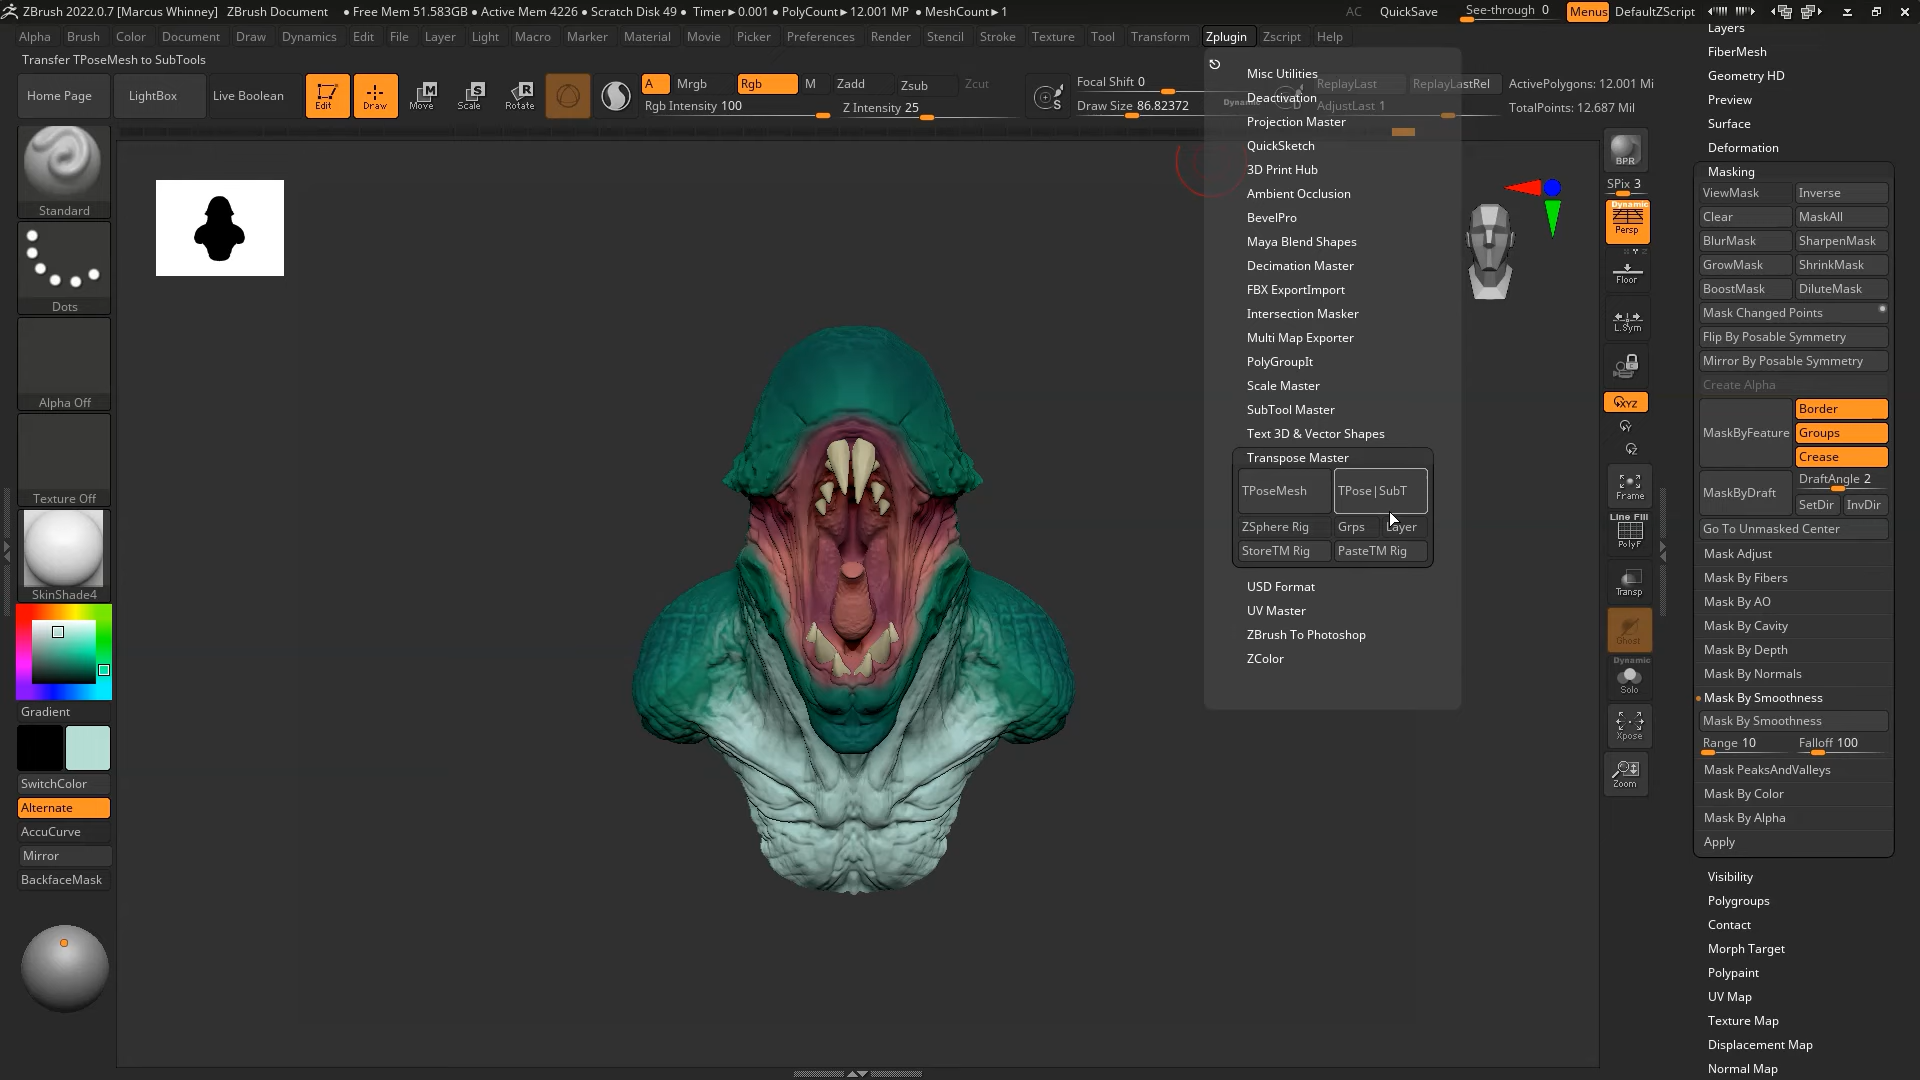 ZBrush 2022.0.7 [Marcus Whinney] ZBrush Document ● Free Mem 51.583GB ● Active Mem 4226 ● Scratch Disk 49 ● Timer►0.001 ● PolyCount►12.001 MP ● MeshCount►1 AC QuickSave See-through 0 Menus DefaultZScript
Alpha Brush Color Document Draw Dynamics Edit File Layer Light Macro Marker Material Movie Picker Preferences Render Stencil Stroke Texture Tool Transform Zplugin Zscript Help
Transfer TPoseMesh to SubTools
Home Page LightBox Live Boolean Edit Draw Move Scale Rotate
A Mrgb Rgb M Zadd Zsub Zcut
Rgb Intensity 100 Z Intensity 25
Focal Shift 0
Draw Size 86.82372
Dynamic
ReplayLast ReplayLastRel
AdjustLast 1
ActivePolygons: 12.001 Mi
TotalPoints: 12.687 Mil
Standard
Dots
Alpha Off
Texture Off
SkinShade4
Gradient
SwitchColor
Alternate
AccuCurve
Mirror
BackfaceMask
Misc Utilities
Deactivation
Projection Master
QuickSketch
3D Print Hub
Ambient Occlusion
BevelPro
Maya Blend Shapes
Decimation Master
FBX ExportImport
Intersection Masker
Multi Map Exporter
PolyGroupIt
Scale Master
SubTool Master
Text 3D & Vector Shapes
Transpose Master
TPoseMesh TPose|SubT
ZSphere Rig Grps Layer
StoreTM Rig PasteTM Rig
USD Format
UV Master
ZBrush To Photoshop
ZColor
BPR
SPix 3
Dynamic
Persp
Floor
L.Sym
XYZ
Y
Z
Frame
Line Fill
PolyF
Transp
Ghost
Dynamic
Solo
Xpose
Zoom
Layers
FiberMesh
Geometry HD
Preview
Surface
Deformation
Masking
ViewMask Inverse
Clear MaskAll
BlurMask SharpenMask
GrowMask ShrinkMask
BoostMask DiluteMask
Mask Changed Points
Flip By Posable Symmetry
Mirror By Posable Symmetry
Create Alpha
MaskByFeature Border
Groups
Crease
MaskByDraft DraftAngle 2
SetDir InvDir
Go To Unmasked Center
Mask Adjust
Mask By Fibers
Mask By AO
Mask By Cavity
Mask By Depth
Mask By Normals
Mask By Smoothness
Mask By Smoothness
Range 10 Falloff 100
Mask PeaksAndValleys
Mask By Color
Mask By Alpha
Apply
Visibility
Polygroups
Contact
Morph Target
Polypaint
UV Map
Texture Map
Displacement Map
Normal Map